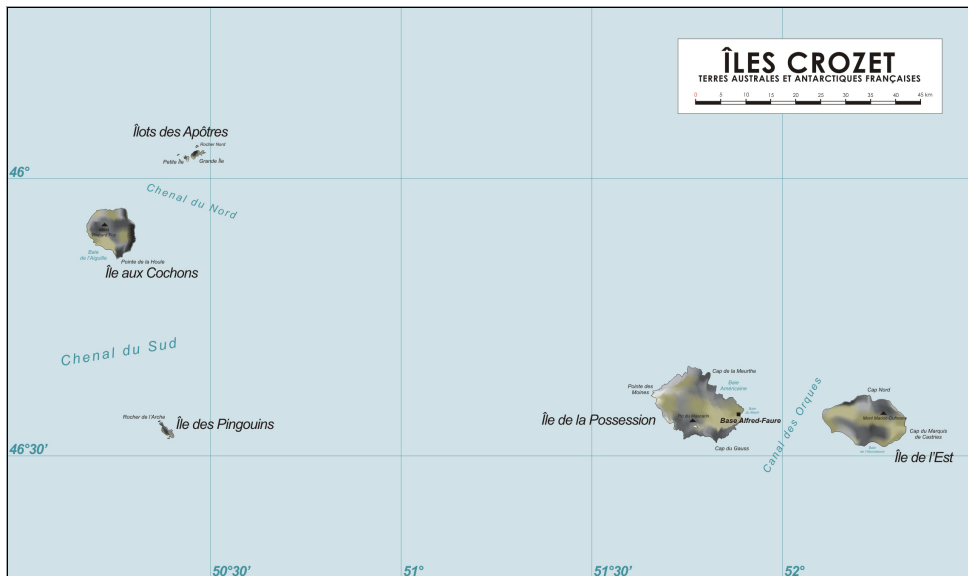 ÎLES CROZET
TERRES AUSTRALES ET ANTARCTIQUES FRANÇAISES
0 5 10 15 20 25 30 35 40 45 km
Îlots des Apôtres
Rocher Nord
Petite Île
Grande Île
46°
Chenal du Nord
Baie
de l'Aiguille
Pointe de la Houle
Île aux Cochons
Chenal du Sud
Rocher de l'Arche
Île des Pingouins
Cap de la Meurthe
Pointe des
Moines
Baie
Américaine
Île de la Possession
Base Alfred-Faure
Cap du Gauss
Canal des Orques
Cap Nord
Cap du Marquis
de Castries
Île de l'Est
46°30'
50°30'
51°
51°30'
52°